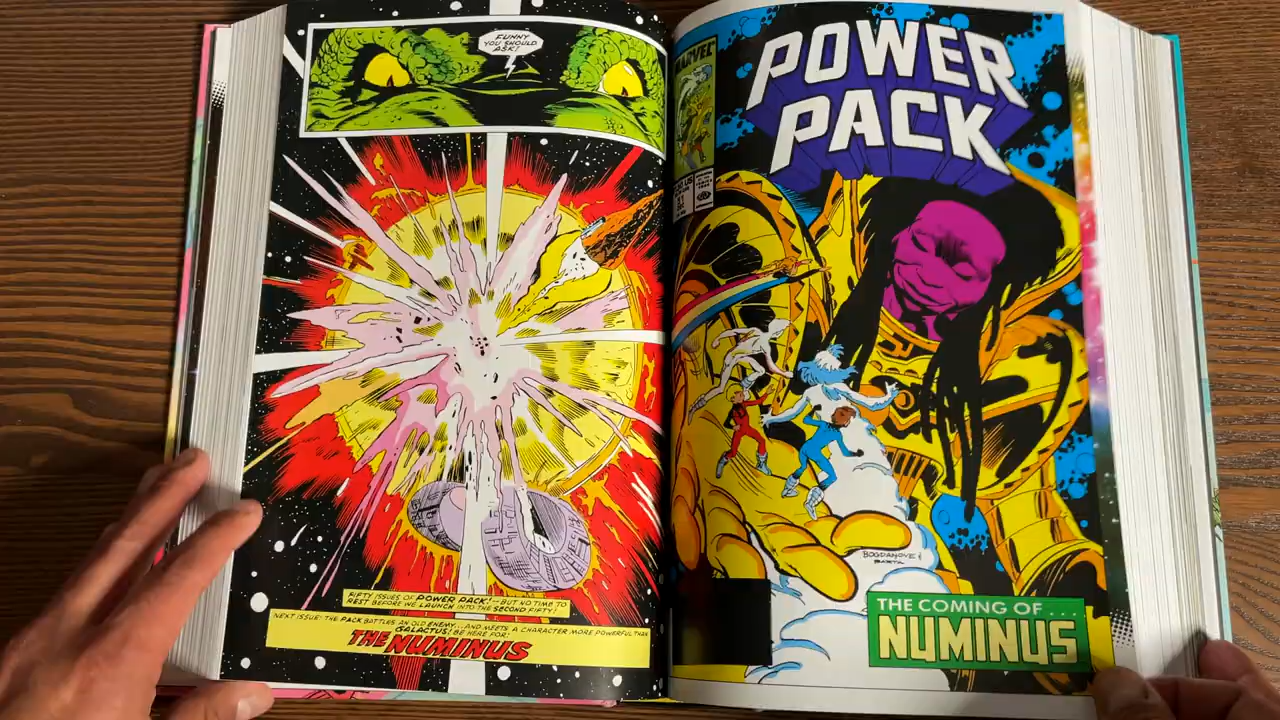 FUNNY
YOU SHOULD
ASK!
FIFTY ISSUES OF POWER PACK!-- BUT NO TIME TO
REST BEFORE WE LAUNCH INTO THE SECOND FIFTY!
NEXT ISSUE: THE PACK BATTLES AN OLD ENEMY...AND MEETS A CHARACTER MORE POWERFUL THAN
GALACTUS! BE HERE FOR:
THE NUMINUS
MARVEL
POWER
PACK
BOGDANOVE &
THE COMING OF...
NUMINUS